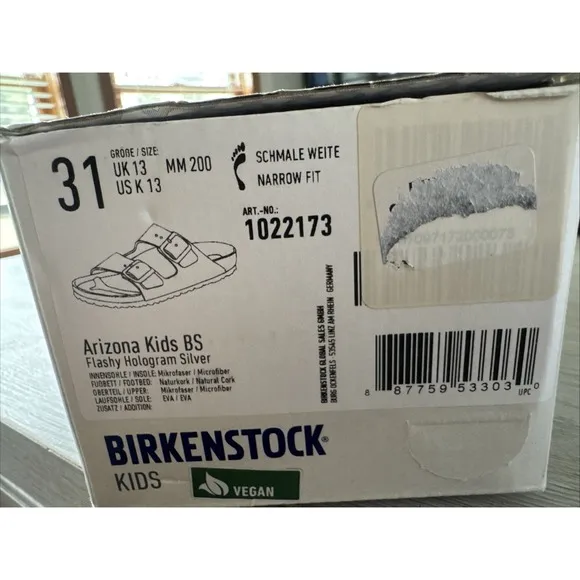 31
GRÖßE / SIZE:
UK 13
US K 13
MM 200
SCHMALE WEITE
NARROW FIT
ART.-NO.:
1022173
Arizona Kids BS
Flashy Hologram Silver
INNENSOHLE / INSOLE: Mikrofaser / Microfiber
FUßBETT / FOOTBED: Naturkork / Natural Cork
OBERTEIL / UPPER: Mikrofaser / Microfiber
LAUFSOHLE / SOLE: EVA / EVA
ZUSATZ / ADDITION:
BIRKENSTOCK GLOBAL SALES GMBH
BURG OCKENFELS · 53545 LINZ AM RHEIN · GERMANY
8 87759 53303 0
UPC
BIRKENSTOCK®
KIDS
VEGAN